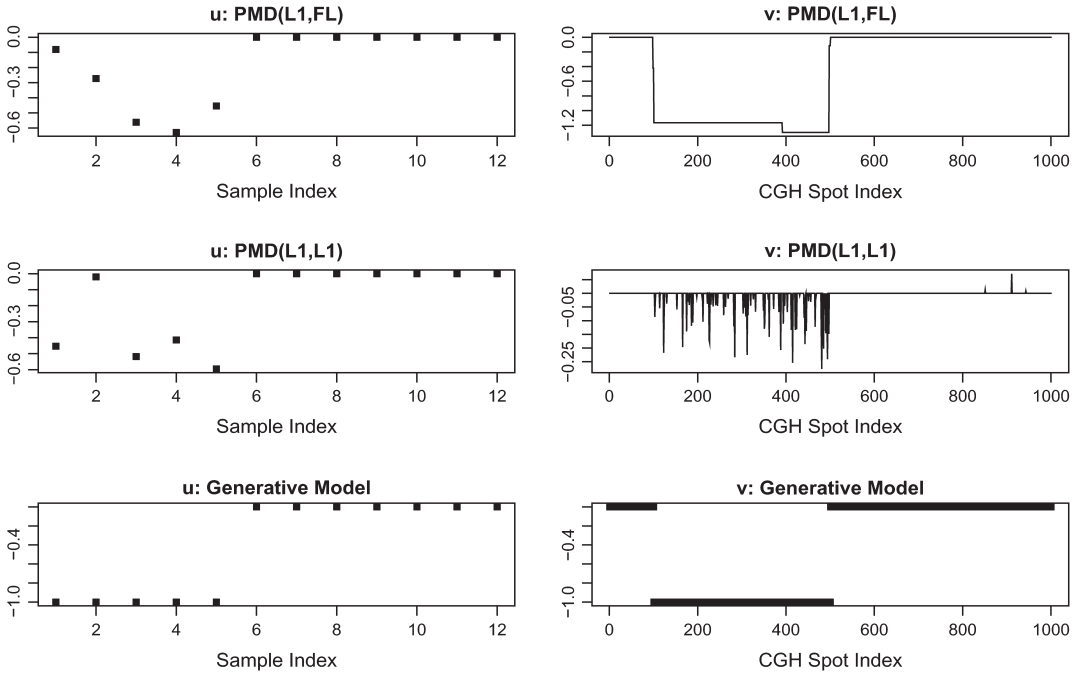 u: PMD(L1,FL)
0.0
−0.3
−0.6
2 4 6 8 10 12
Sample Index
v: PMD(L1,FL)
0.0
−0.6
−1.2
0 200 400 600 800 1000
CGH Spot Index
u: PMD(L1,L1)
0.0
−0.3
−0.6
2 4 6 8 10 12
Sample Index
v: PMD(L1,L1)
−0.05
−0.25
0 200 400 600 800 1000
CGH Spot Index
u: Generative Model
−0.4
−1.0
2 4 6 8 10 12
Sample Index
v: Generative Model
−0.4
−1.0
0 200 400 600 800 1000
CGH Spot Index